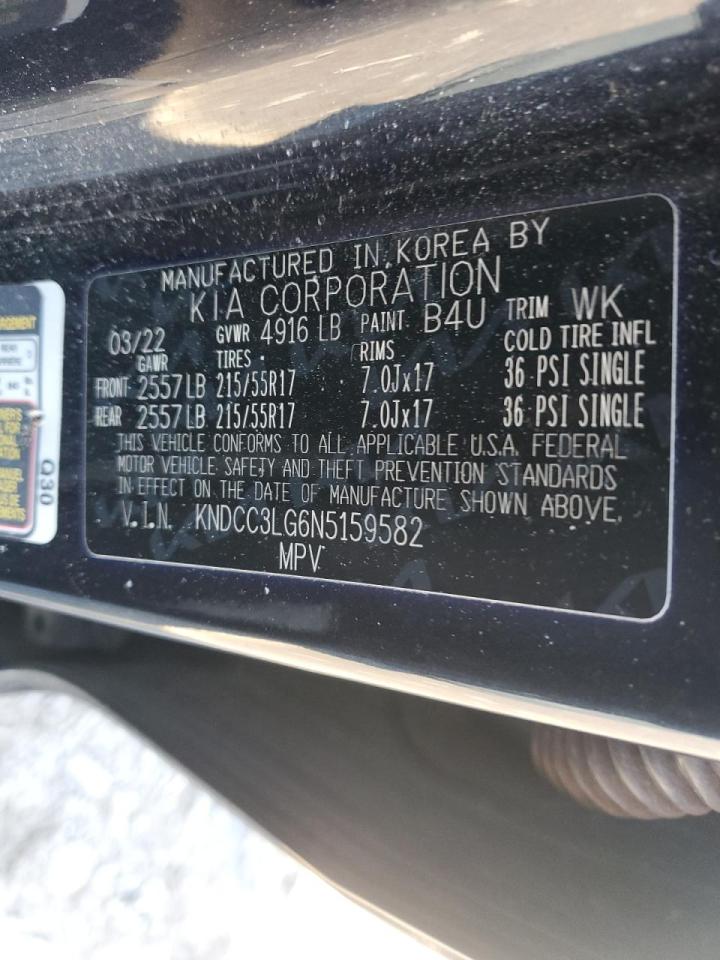 MANUFACTURED IN KOREA BY
KIA CORPORATION
03/22 GVWR 4916 LB PAINT B4U TRIM WK
GAWR TIRES RIMS COLD TIRE INFL
FRONT 2557LB 215/55R17 7.0Jx17 36 PSI SINGLE
REAR 2557LB 215/55R17 7.0Jx17 36 PSI SINGLE
THIS VEHICLE CONFORMS TO ALL APPLICABLE U.S.A. FEDERAL
MOTOR VEHICLE SAFETY AND THEFT PREVENTION STANDARDS
IN EFFECT ON THE DATE OF MANUFACTURE SHOWN ABOVE.
V.I.N. KNDCC3LG6N5159582
MPV
Q30